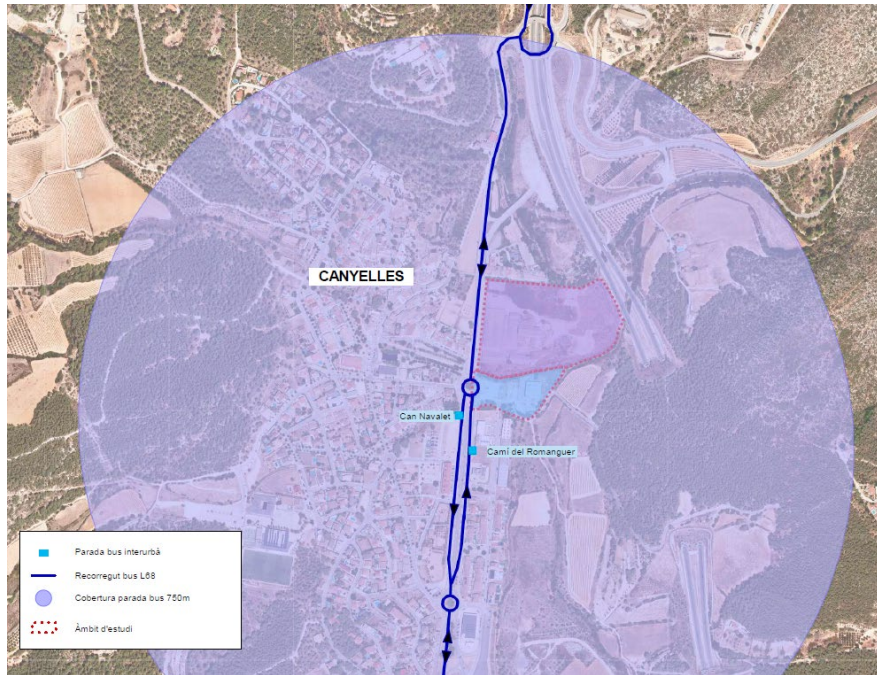 CANYELLES
Can Navalet
Camí del Romanguer
Parada bus interurbà
Recorregut bus L68
Cobertura parada bus 750m
Àmbit d'estudi